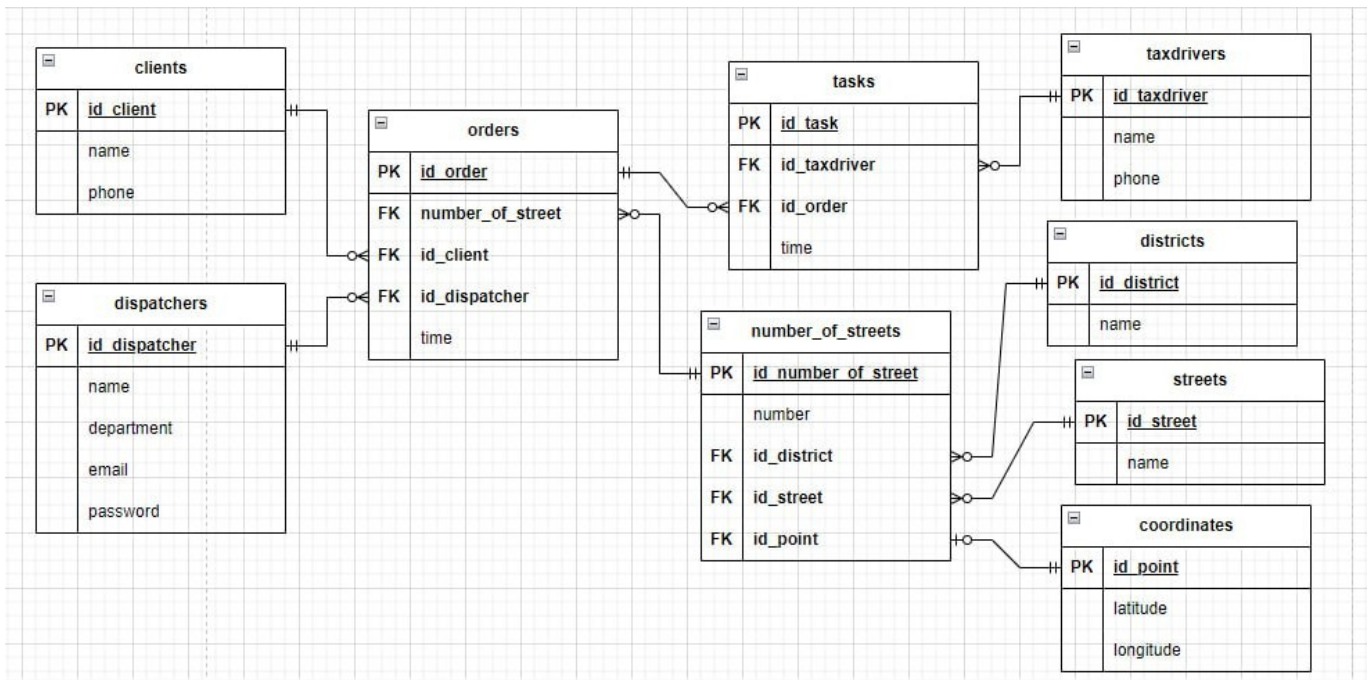 clients
PK id_client
name
phone
dispatchers
PK id_dispatcher
name
department
email
password
orders
PK id_order
FK number_of_street
FK id_client
FK id_dispatcher
time
tasks
PK id_task
FK id_taxdriver
FK id_order
time
number_of_streets
PK id_number_of_street
number
FK id_district
FK id_street
FK id_point
taxdrivers
PK id_taxdriver
name
phone
districts
PK id_district
name
streets
PK id_street
name
coordinates
PK id_point
latitude
longitude